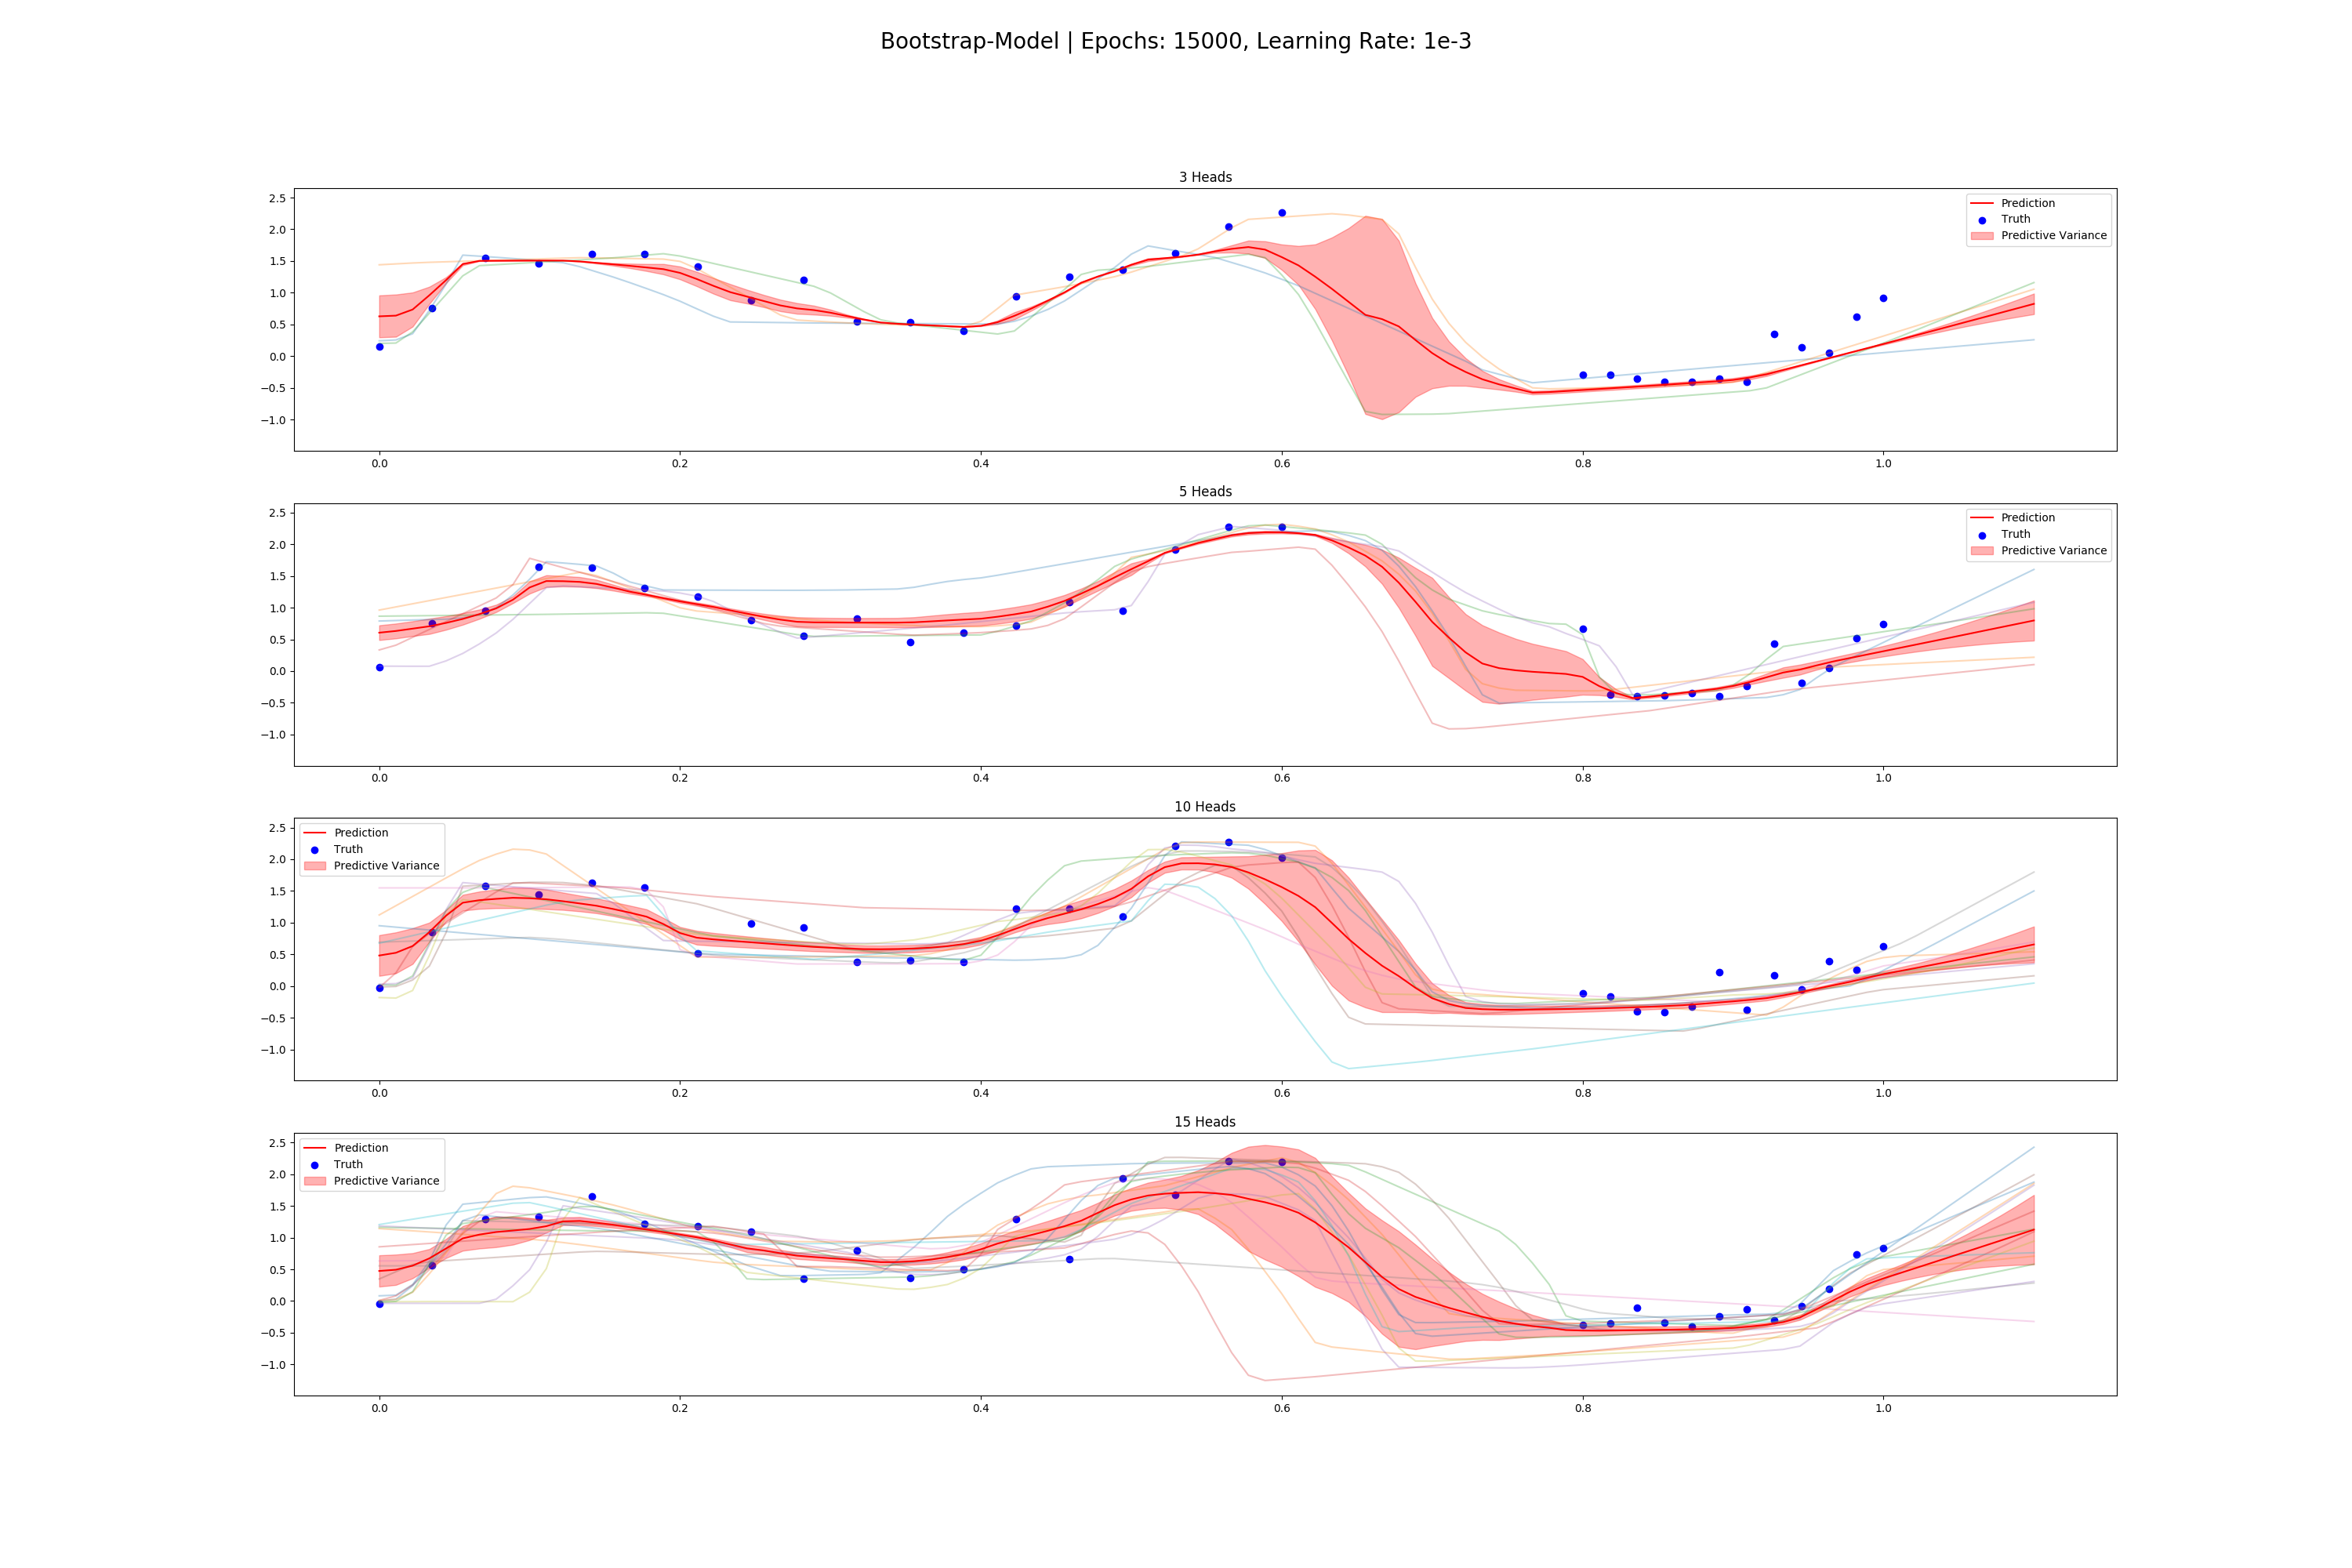 Bootstrap-Model | Epochs: 15000, Learning Rate: 1e-3
3 Heads
2.5
2.0
1.5
1.0
0.5
0.0
−0.5
−1.0
Prediction
Truth
Predictive Variance
0.0 0.2 0.4 0.6 0.8 1.0
5 Heads
2.5
2.0
1.5
1.0
0.5
0.0
−0.5
−1.0
Prediction
Truth
Predictive Variance
0.0 0.2 0.4 0.6 0.8 1.0
10 Heads
2.5
2.0
1.5
1.0
0.5
0.0
−0.5
−1.0
Prediction
Truth
Predictive Variance
0.0 0.2 0.4 0.6 0.8 1.0
15 Heads
2.5
2.0
1.5
1.0
0.5
0.0
−0.5
−1.0
Prediction
Truth
Predictive Variance
0.0 0.2 0.4 0.6 0.8 1.0